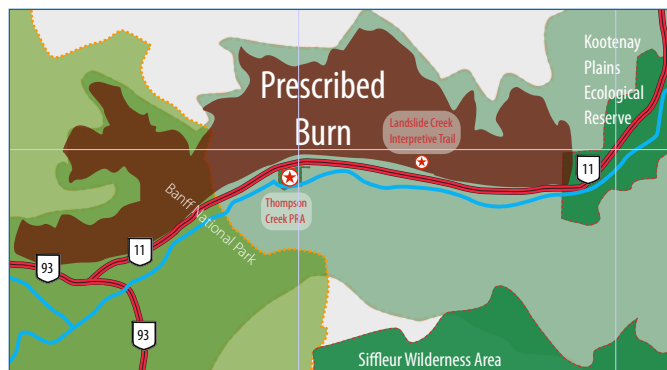 Kootenay
Plains
Ecological
Reserve
Prescribed
Burn
Landslide Creek
Interpretive Trail
11
Thompson
Creek PRA
Banff National Park
11
93
93
Siffleur Wilderness Area